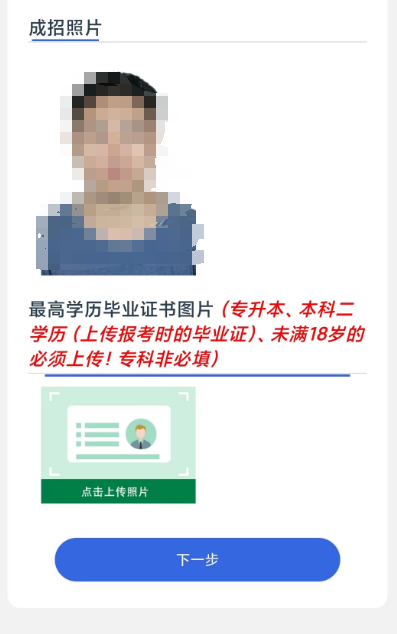 成招照片
最高学历毕业证书图片（专升本、本科二
学历（上传报考时的毕业证）、未满18岁的
必须上传！专科非必填）
点击上传照片
下一步